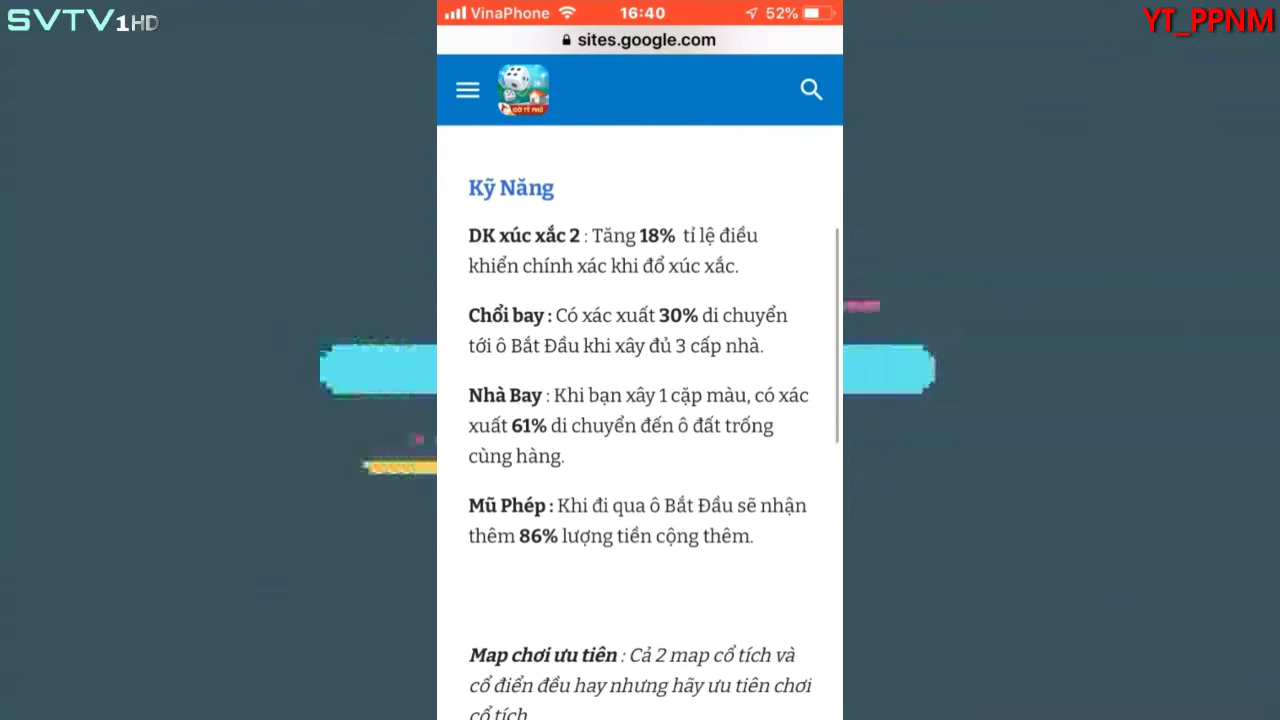 SVTV1HD
YT_PPNM
VinaPhone 16:40 52%
sites.google.com
CỜ TỶ PHÚ
Kỹ Năng
DK xúc xắc 2 : Tăng 18% tỉ lệ điều
khiển chính xác khi đổ xúc xắc.
Chổi bay : Có xác xuất 30% di chuyển
tới ô Bắt Đầu khi xây đủ 3 cấp nhà.
Nhà Bay : Khi bạn xây 1 cặp màu, có xác
xuất 61% di chuyển đến ô đất trống
cùng hàng.
Mũ Phép : Khi đi qua ô Bắt Đầu sẽ nhận
thêm 86% lượng tiền cộng thêm.
Map chơi ưu tiên : Cả 2 map cổ tích và
cổ điển đều hay nhưng hãy ưu tiên chơi
cổ tích